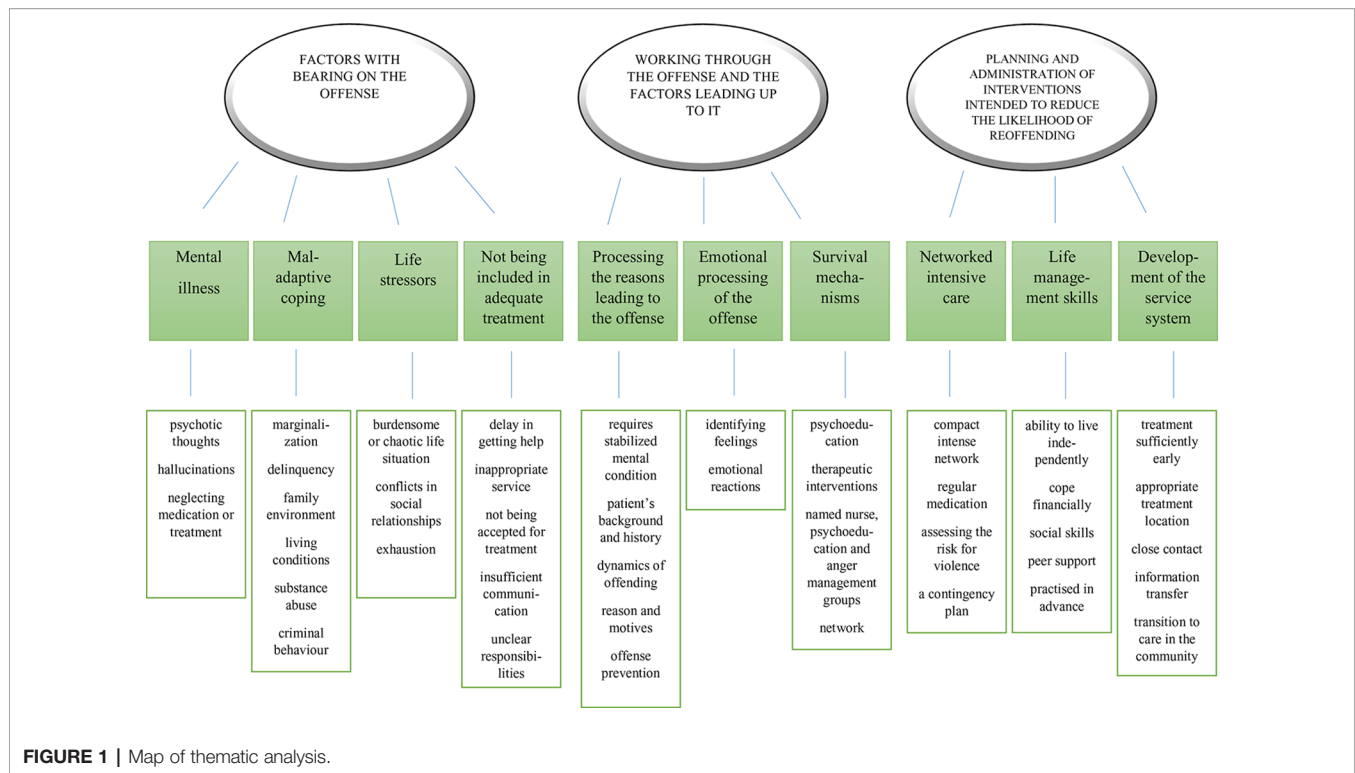 FACTORS WITH
BEARING ON THE
OFFENSE
WORKING THROUGH
THE OFFENSE AND THE
FACTORS LEADING UP
TO IT
PLANNING AND
ADMINISTRATION OF
INTERVENTIONS
INTENDED TO REDUCE
THE LIKELIHOOD OF
REOFFENDING
Mental
illness
Mal-
adaptive
coping
Life
stressors
Not being
included in
adequate
treatment
Processing
the reasons
leading to
the offense
Emotional
processing
of the
offense
Survival
mecha-
nisms
Networked
intensive
care
Life
manage-
ment skills
Develop-
ment of the
service
system
psychotic
thoughts
hallucinations
neglecting
medication or
treatment
marginali-
zation
delinquency
family
environment
living
conditions
substance
abuse
criminal
behaviour
burdensome
or chaotic life
situation
conflicts in
social
relationships
exhaustion
delay in
getting help
inappropriate
service
not being
accepted for
treatment
insufficient
communi-
cation
unclear
responsibi-
lities
requires
stabilized
mental
condition
patient's
background
and history
dynamics of
offending
reason and
motives
offense
prevention
identifying
feelings
emotional
reactions
psychoedu-
cation
therapeutic
interventions
named nurse,
psychoedu-
cation and
anger
management
groups
network
compact
intense
network
regular
medication
assessing the
risk for
violence
a contingency
plan
ability to live
inde-
pendently
cope
financially
social skills
peer support
practised in
advance
treatment
sufficiently
early
appropriate
treatment
location
close contact
information
transfer
transition to
care in the
community
FIGURE 1 | Map of thematic analysis.